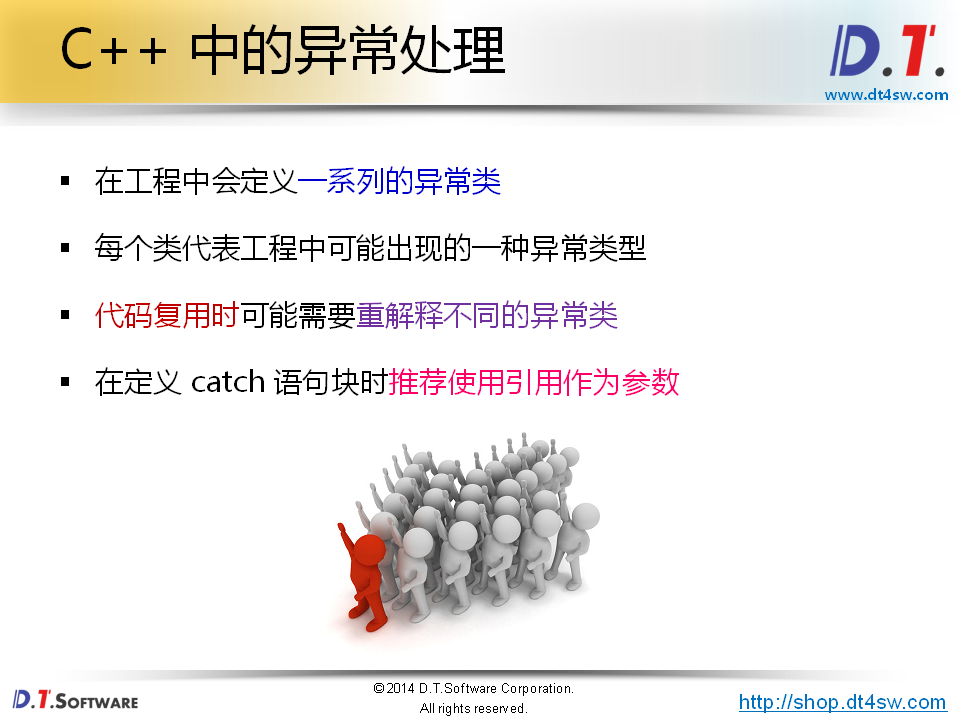 C++ 中的异常处理
D.T.
www.dt4sw.com
▪ 在工程中会定义一系列的异常类
▪ 每个类代表工程中可能出现的一种异常类型
▪ 代码复用时可能需要重解释不同的异常类
▪ 在定义 catch 语句块时推荐使用引用作为参数
D.T.SOFTWARE
©2014 D.T.Software Corporation.
All rights reserved.
http://shop.dt4sw.com